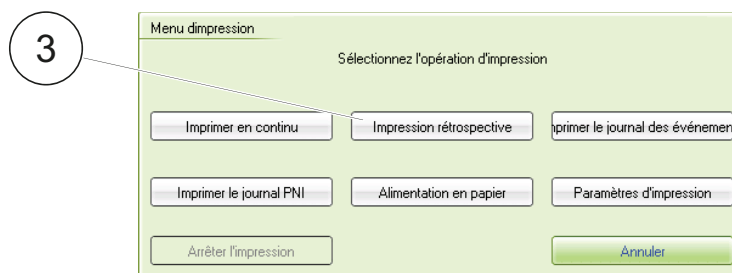 3
Menu dimpression
Sélectionnez l'opération d'impression
Imprimer en continu
Impression rétrospective
primer le journal des événemen
Imprimer le journal PNI
Alimentation en papier
Paramètres d'impression
Arrêter l'impression
Annuler